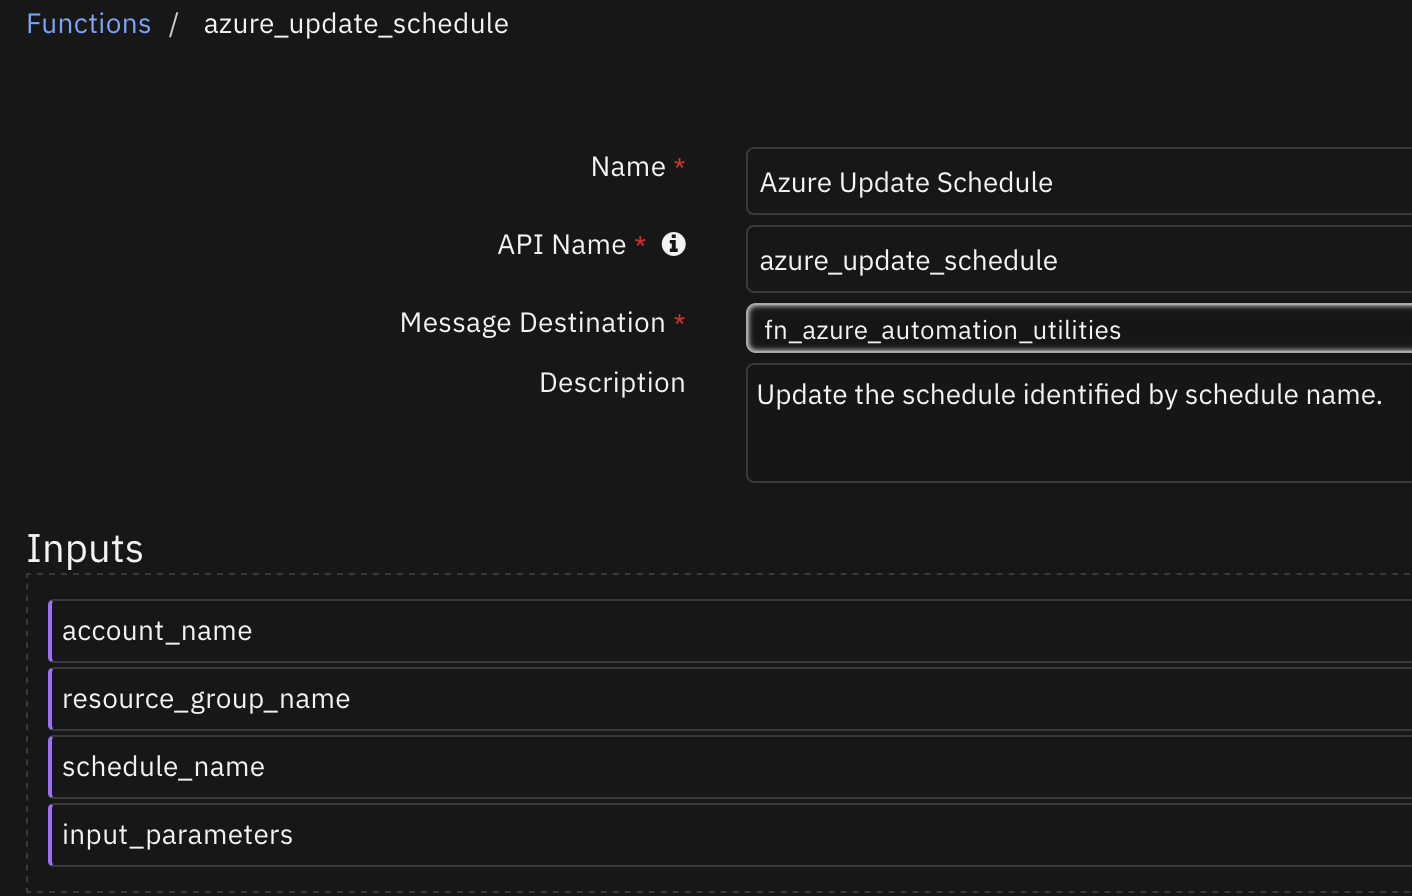 Functions / azure_update_schedule
Name *
Azure Update Schedule
API Name *
azure_update_schedule
Message Destination *
fn_azure_automation_utilities
Description
Update the schedule identified by schedule name.
Inputs
account_name
resource_group_name
schedule_name
input_parameters